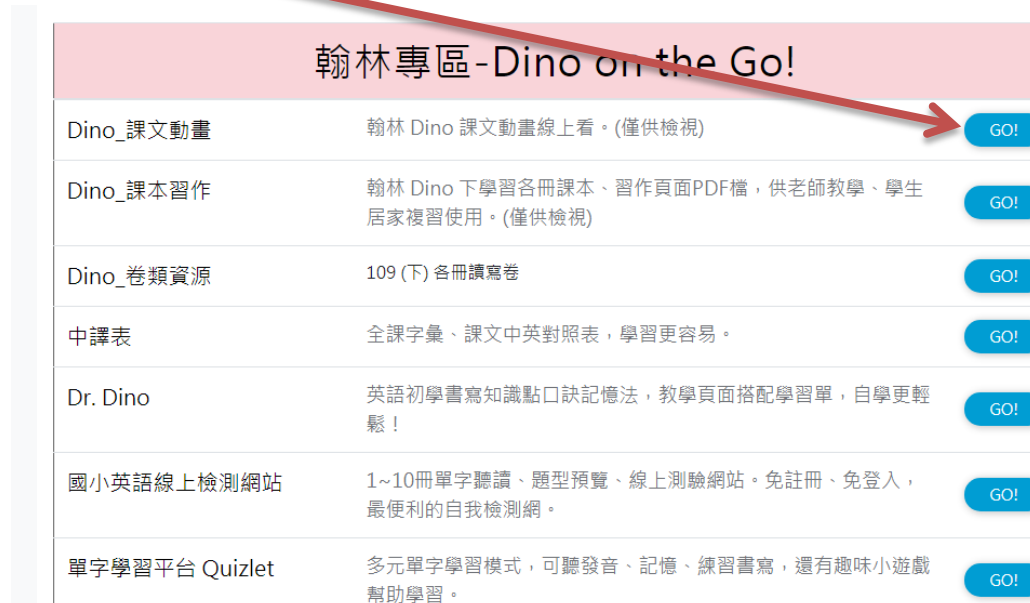 翰林專區-Dino on the Go!
Dino_課文動畫
翰林 Dino 課文動畫線上看。(僅供檢視)
GO!
Dino_課本習作
翰林 Dino 下學習各冊課本、習作頁面PDF檔，供老師教學、學生
居家複習使用。(僅供檢視)
GO!
Dino_卷類資源
109 (下) 各冊讀寫卷
GO!
中譯表
全課字彙、課文中英對照表，學習更容易。
GO!
Dr. Dino
英語初學書寫知識點口訣記憶法，教學頁面搭配學習單，自學更輕
鬆！
GO!
國小英語線上檢測網站
1~10冊單字聽讀、題型預覽、線上測驗網站。免註冊、免登入，
最便利的自我檢測網。
GO!
單字學習平台 Quizlet
多元單字學習模式，可聽發音、記憶、練習書寫，還有趣味小遊戲
幫助學習。
GO!